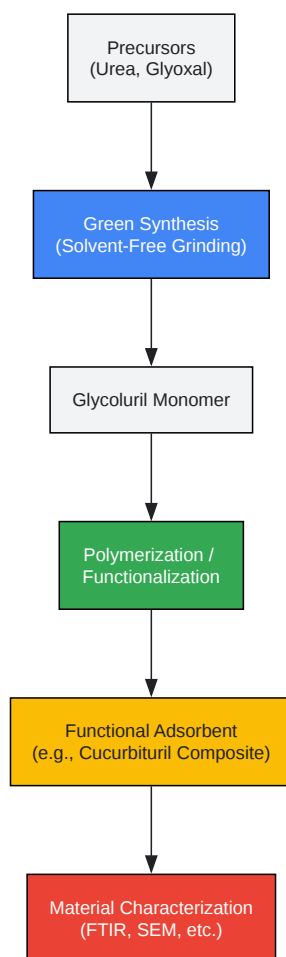 Precursors
(Urea, Glyoxal)
Green Synthesis
(Solvent-Free Grinding)
Glycoluril Monomer
Polymerization /
Functionalization
Functional Adsorbent
(e.g., Cucurbituril Composite)
Material Characterization
(FTIR, SEM, etc.)